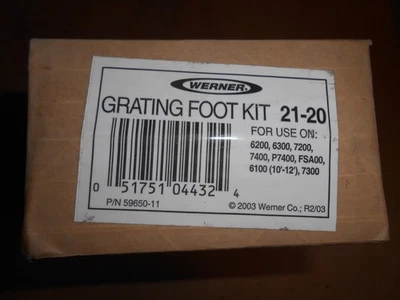 WERNER
GRATING FOOT KIT 21-20
FOR USE ON:
6200, 6300, 7200,
7400, P7400, FSA00,
6100 (10'-12'), 7300
0 51751 04432 4
P/N 59650-11
© 2003 Werner Co.; R2/03